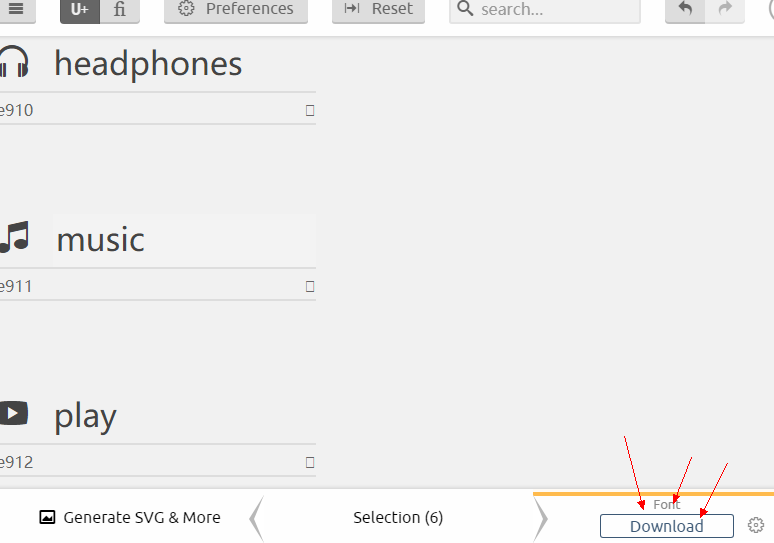 U+ fi Preferences Reset search...
headphones
e910
music
e911
play
e912
Generate SVG & More Selection (6) Font
Download